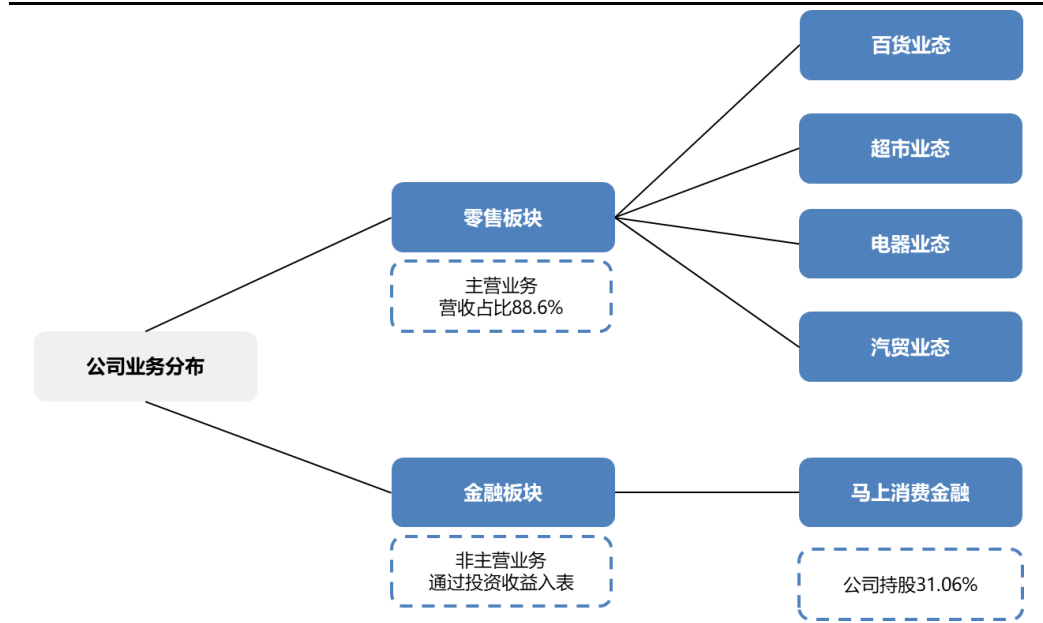 公司业务分布
零售板块
主营业务
营收占比88.6%
百货业态
超市业态
电器业态
汽贸业态
金融板块
非主营业务
通过投资收益入表
马上消费金融
公司持股31.06%